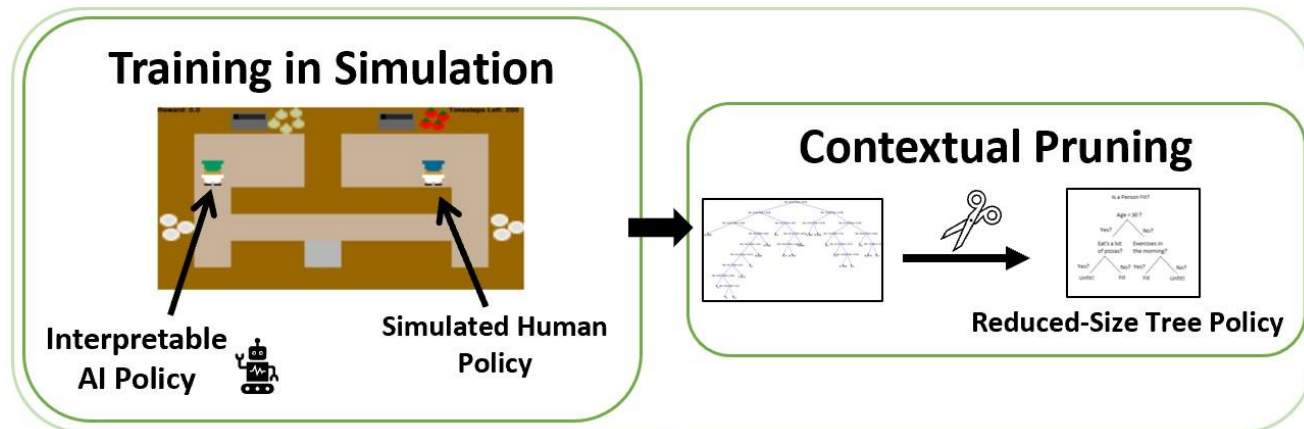 Training in Simulation
Reward: 0.0
Timesteps Left: 200
Interpretable
AI Policy
Simulated Human
Policy
Contextual Pruning
Is a Person Fit?
Age < 30 ?
Yes?
No?
Eat's a lot
of pizzas?
Exercises in
the morning?
Yes?
No?
Yes?
No?
Unfit!
Fit
Fit
Unfit!
Reduced-Size Tree Policy